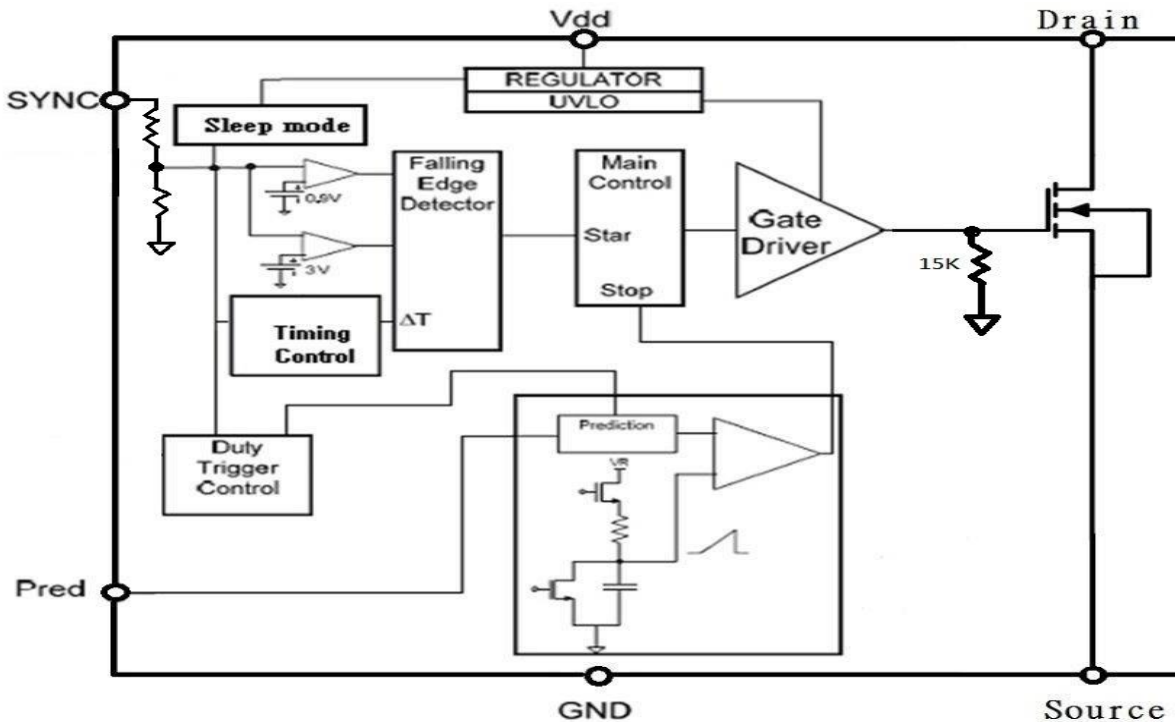 Vdd
Drain
SYNC
REGULATOR
UVLO
Sleep mode
0.9V
3V
Falling
Edge
Detector
ΔT
Main
Control
Star
Stop
Gate
Driver
15K
Timing
Control
Duty
Trigger
Control
Prediction
VR
Pred
GND
Source